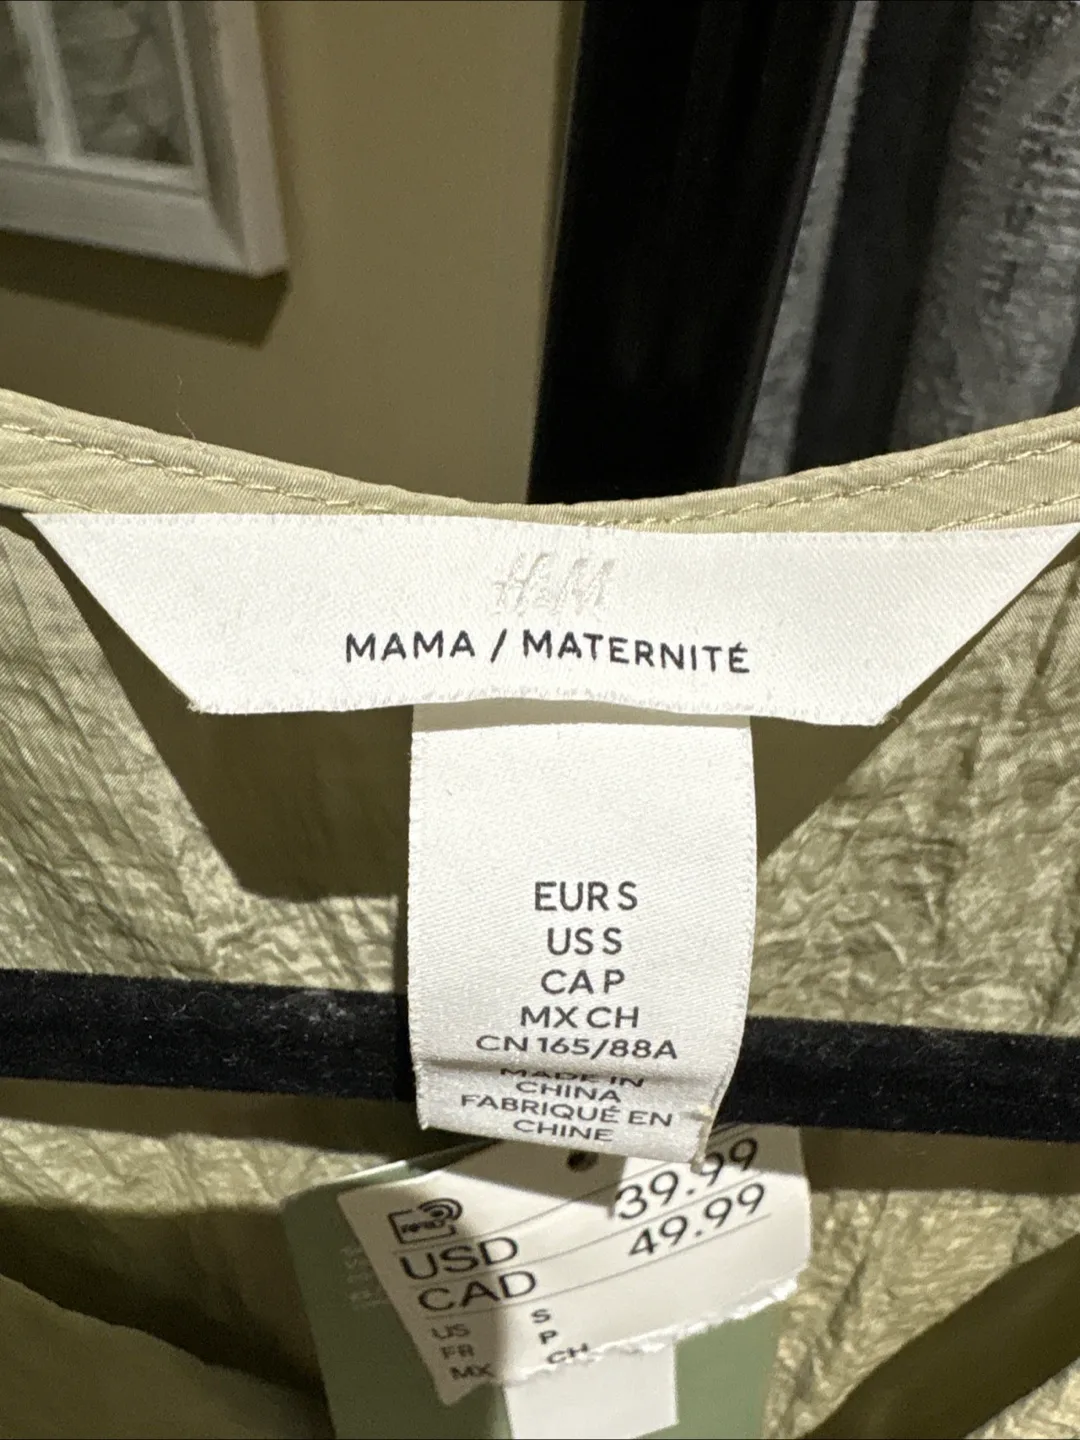 H&M
MAMA / MATERNITÉ
EUR S
US S
CA P
MX CH
CN 165/88A
MADE IN
CHINA
FABRIQUÉ EN
CHINE
RFID
USD 39.99
CAD 49.99
US S
FR P
MX CH